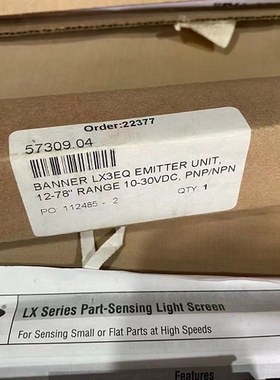 Order:22377
57309.04
BANNER LX3EQ EMITTER UNIT,
12-78" RANGE 10-30VDC, PNP/NPN
PO: 112485 - 2
QTY: 1
LX Series Part-Sensing Light Screen
For Sensing Small or Flat Parts at High Speeds
Features